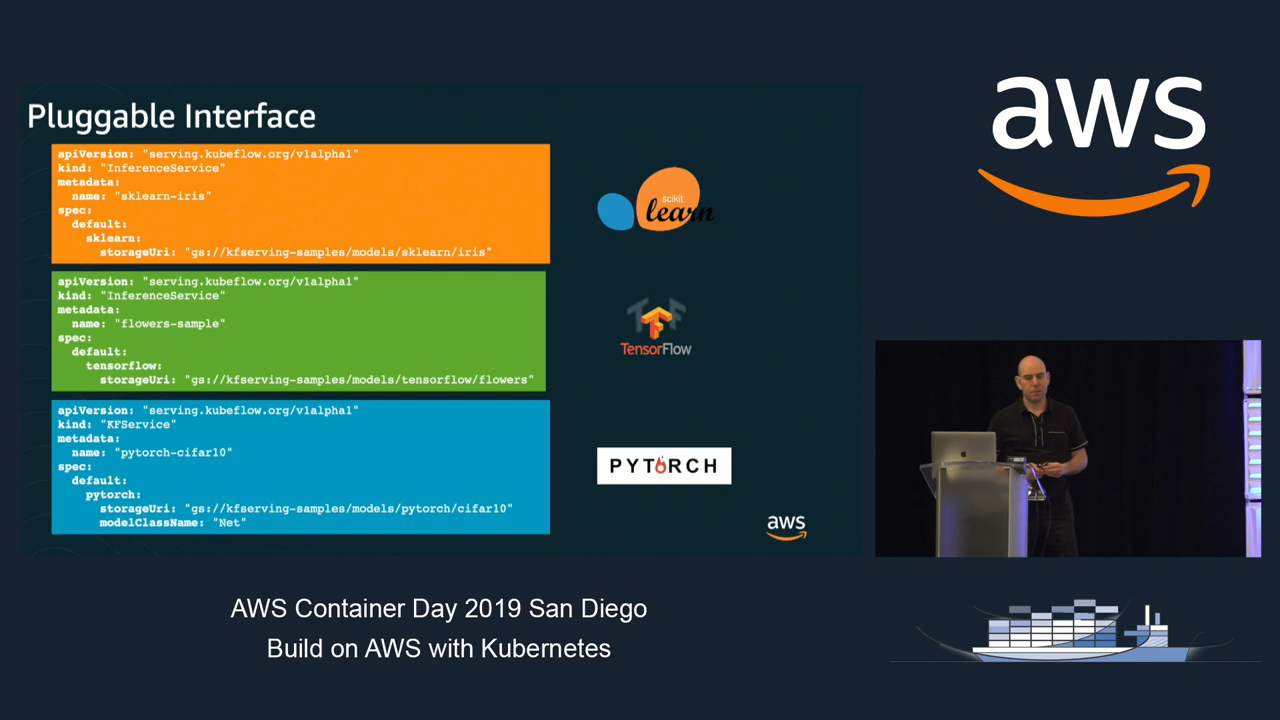 Pluggable Interface
apiVersion: "serving.kubeflow.org/v1alpha1"
kind: "InferenceService"
metadata:
  name: "sklearn-iris"
spec:
  default:
    sklearn:
      storageUri: "gs://kfserving-samples/models/sklearn/iris"
scikit
learn
apiVersion: "serving.kubeflow.org/v1alpha1"
kind: "InferenceService"
metadata:
  name: "flowers-sample"
spec:
  default:
    tensorflow:
      storageUri: "gs://kfserving-samples/models/tensorflow/flowers"
TensorFlow
apiVersion: "serving.kubeflow.org/v1alpha1"
kind: "KFService"
metadata:
  name: "pytorch-cifar10"
spec:
  default:
    pytorch:
      storageUri: "gs://kfserving-samples/models/pytorch/cifar10"
      modelClassName: "Net"
PYTORCH
aws
aws
AWS Container Day 2019 San Diego
Build on AWS with Kubernetes